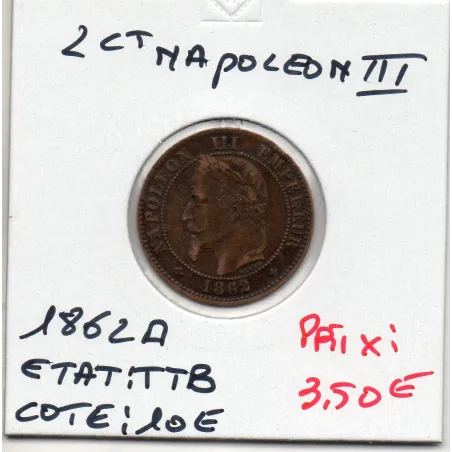 2 CT NAPOLEON III
NAPOLEON III EMPEREUR
1862
1862 A
ETAT: TTB
COTE: 10€
PRIX:
3,50€